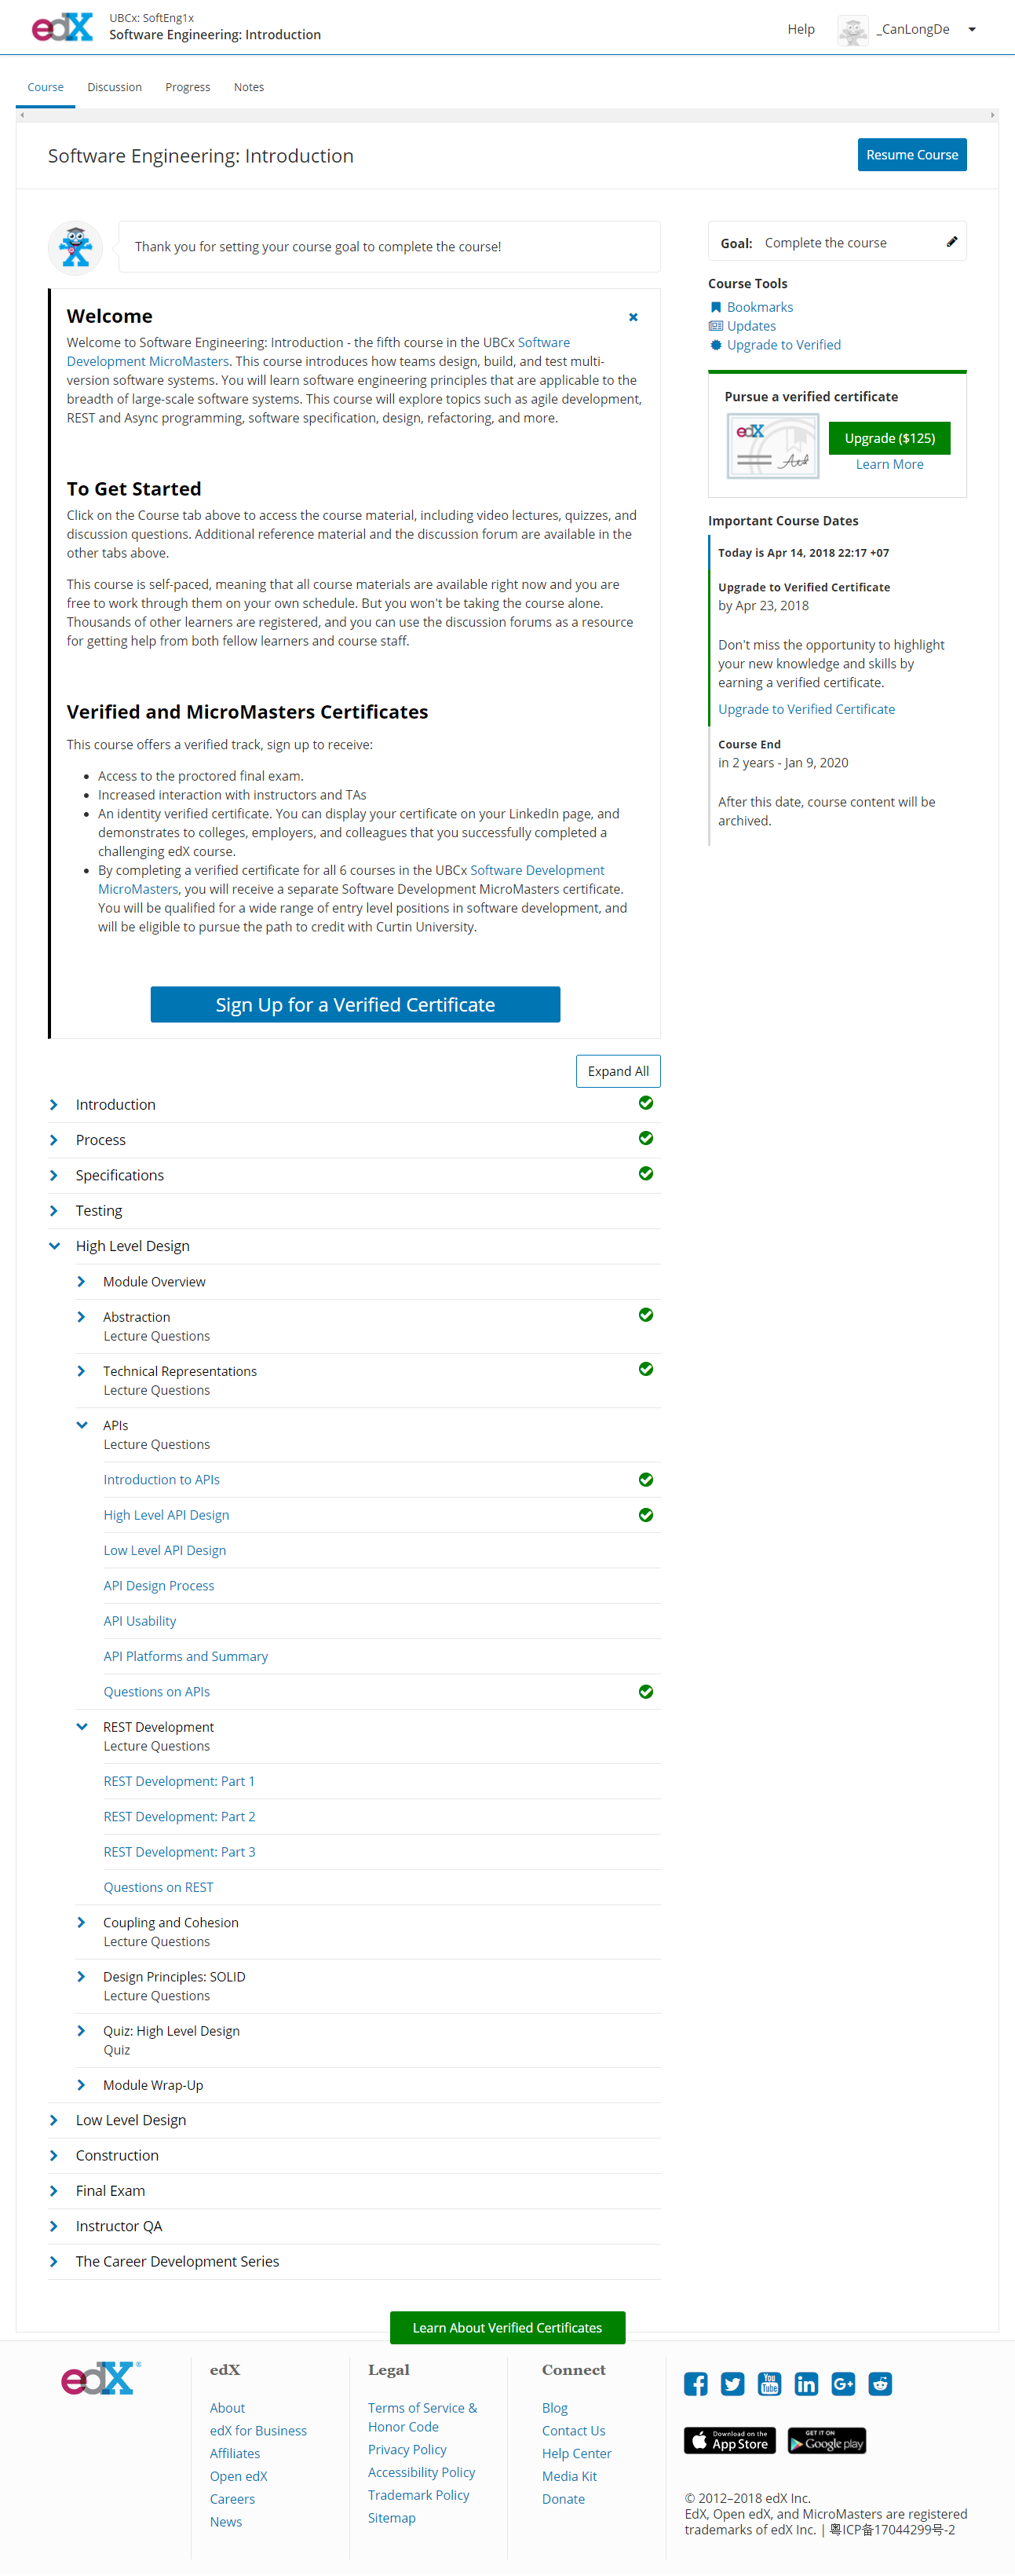 edX
UBCx: SoftEng1x
Software Engineering: Introduction
Help
_CanLongDe
Course
Discussion
Progress
Notes
Software Engineering: Introduction
Resume Course
Thank you for setting your course goal to complete the course!
Welcome
Welcome to Software Engineering: Introduction - the fifth course in the UBCx Software
Development MicroMasters. This course introduces how teams design, build, and test multi-
version software systems. You will learn software engineering principles that are applicable to the
breadth of large-scale software systems. This course will explore topics such as agile development,
REST and Async programming, software specification, design, refactoring, and more.
To Get Started
Click on the Course tab above to access the course material, including video lectures, quizzes, and
discussion questions. Additional reference material and the discussion forum are available in the
other tabs above.
This course is self-paced, meaning that all course materials are available right now and you are
free to work through them on your own schedule. But you won't be taking the course alone.
Thousands of other learners are registered, and you can use the discussion forums as a resource
for getting help from both fellow learners and course staff.
Verified and MicroMasters Certificates
This course offers a verified track, sign up to receive:
• Access to the proctored final exam.
• Increased interaction with instructors and TAs
• An identity verified certificate. You can display your certificate on your LinkedIn page, and
demonstrates to colleges, employers, and colleagues that you successfully completed a
challenging edX course.
• By completing a verified certificate for all 6 courses in the UBCx Software Development
MicroMasters, you will receive a separate Software Development MicroMasters certificate.
You will be qualified for a wide range of entry level positions in software development, and
will be eligible to pursue the path to credit with Curtin University.
Sign Up for a Verified Certificate
Goal: Complete the course
Course Tools
Bookmarks
Updates
Upgrade to Verified
Pursue a verified certificate
edX
Upgrade ($125)
Learn More
Important Course Dates
Today is Apr 14, 2018 22:17 +07
Upgrade to Verified Certificate
by Apr 23, 2018
Don't miss the opportunity to highlight
your new knowledge and skills by
earning a verified certificate.
Upgrade to Verified Certificate
Course End
in 2 years - Jan 9, 2020
After this date, course content will be
archived.
Expand All
Introduction
Process
Specifications
Testing
High Level Design
Module Overview
Abstraction
Lecture Questions
Technical Representations
Lecture Questions
APIs
Lecture Questions
Introduction to APIs
High Level API Design
Low Level API Design
API Design Process
API Usability
API Platforms and Summary
Questions on APIs
REST Development
Lecture Questions
REST Development: Part 1
REST Development: Part 2
REST Development: Part 3
Questions on REST
Coupling and Cohesion
Lecture Questions
Design Principles: SOLID
Lecture Questions
Quiz: High Level Design
Quiz
Module Wrap-Up
Low Level Design
Construction
Final Exam
Instructor QA
The Career Development Series
Learn About Verified Certificates
edX®
edX
About
edX for Business
Affiliates
Open edX
Careers
News
Legal
Terms of Service &
Honor Code
Privacy Policy
Accessibility Policy
Trademark Policy
Sitemap
Connect
Blog
Contact Us
Help Center
Media Kit
Donate
You
Tube
in
G+
Download on the
App Store
GET IT ON
Google play
© 2012–2018 edX Inc.
EdX, Open edX, and MicroMasters are registered
trademarks of edX Inc. | 粤ICP备17044299号-2